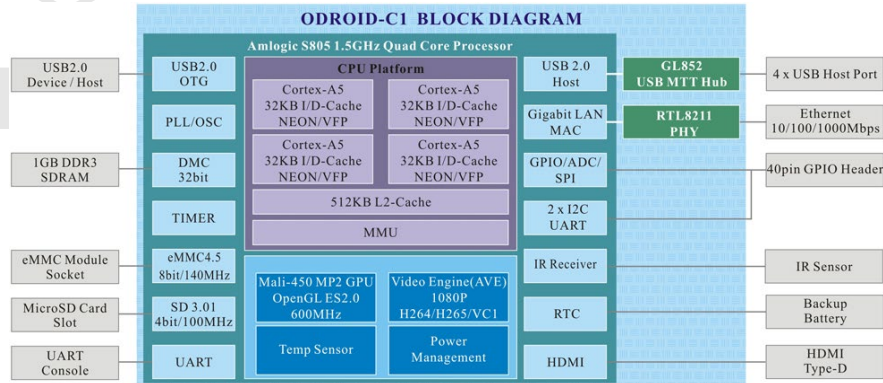 ODROID-C1 BLOCK DIAGRAM
Amlogic S805 1.5GHz Quad Core Processor
USB2.0
Device / Host
1GB DDR3
SDRAM
eMMC Module
Socket
MicroSD Card
Slot
UART
Console
USB2.0
OTG
PLL/OSC
DMC
32bit
TIMER
eMMC4.5
8bit/140MHz
SD 3.01
4bit/100MHz
UART
CPU Platform
Cortex-A5
32KB I/D-Cache
NEON/VFP
Cortex-A5
32KB I/D-Cache
NEON/VFP
Cortex-A5
32KB I/D-Cache
NEON/VFP
Cortex-A5
32KB I/D-Cache
NEON/VFP
512KB L2-Cache
MMU
Mali-450 MP2 GPU
OpenGL ES2.0
600MHz
Video Engine(AVE)
1080P
H264/H265/VC1
Temp Sensor
Power
Management
USB 2.0
Host
Gigabit LAN
MAC
GPIO/ADC/
SPI
2 x I2C
UART
IR Receiver
RTC
HDMI
GL852
USB MTT Hub
RTL8211
PHY
4 x USB Host Port
Ethernet
10/100/1000Mbps
40pin GPIO Header
IR Sensor
Backup
Battery
HDMI
Type-D